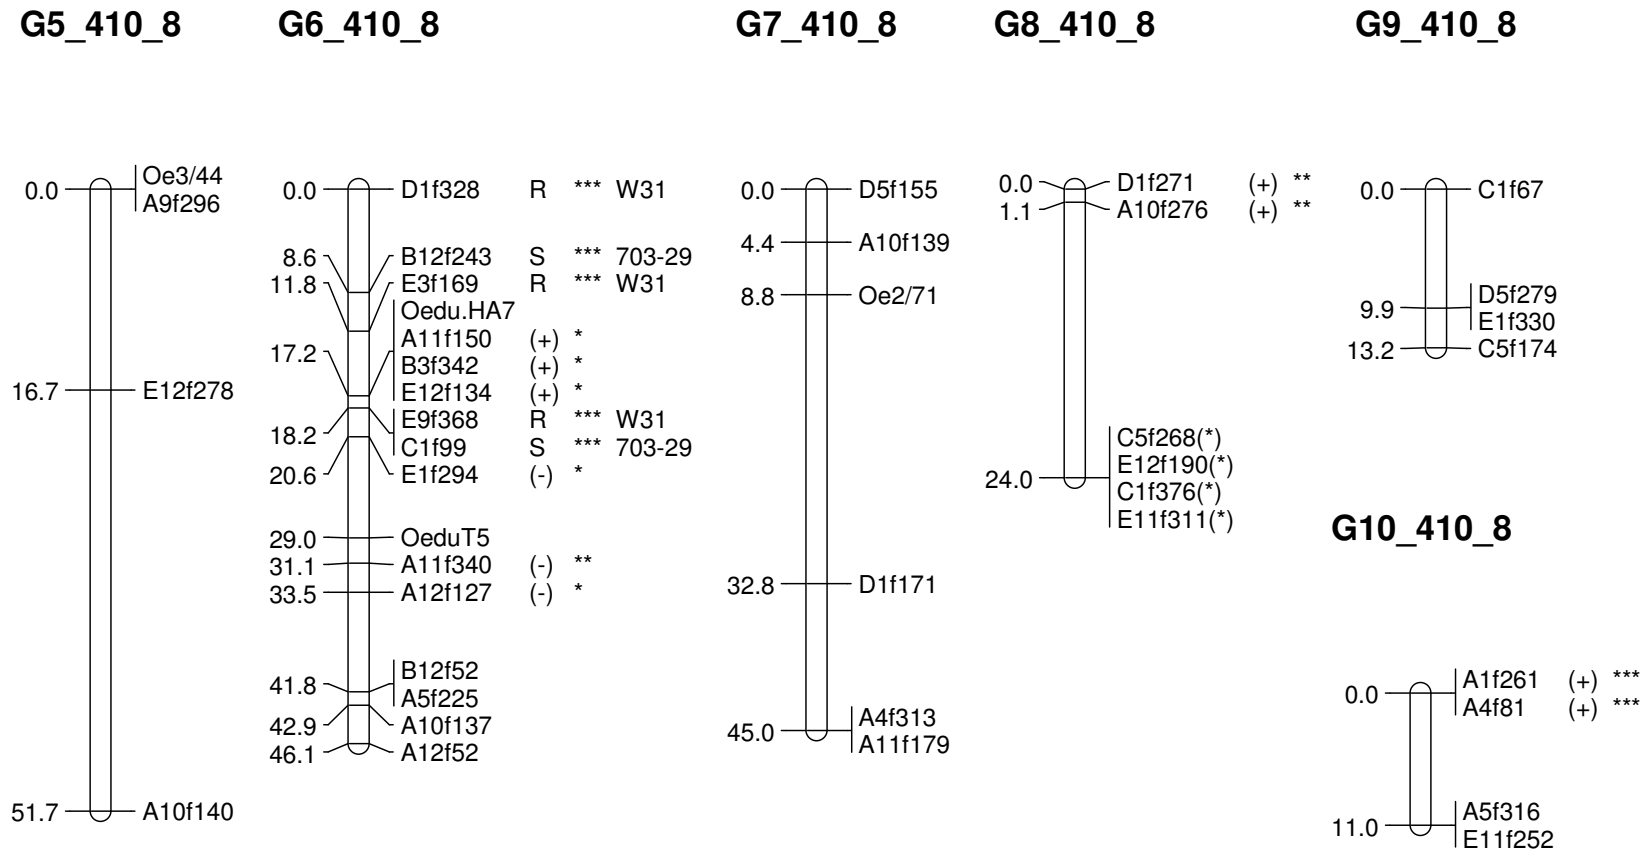 G5_410_8
0.0 Oe3/44
A9f296
16.7 E12f278
51.7 A10f140
G6_410_8
0.0 D1f328 R *** W31
8.6 B12f243 S *** 703-29
11.8 E3f169 R *** W31
Oedu.HA7
17.2 A11f150 (+) *
B3f342 (+) *
E12f134 (+) *
18.2 E9f368 R *** W31
C1f99 S *** 703-29
20.6 E1f294 (-) *
29.0 OeduT5
31.1 A11f340 (-) **
33.5 A12f127 (-) *
41.8 B12f52
A5f225
42.9 A10f137
46.1 A12f52
G7_410_8
0.0 D5f155
4.4 A10f139
8.8 Oe2/71
32.8 D1f171
45.0 A4f313
A11f179
G8_410_8
0.0 D1f271 (+) **
1.1 A10f276 (+) **
24.0 C5f268(*)
E12f190(*)
C1f376(*)
E11f311(*)
G9_410_8
0.0 C1f67
9.9 D5f279
E1f330
13.2 C5f174
G10_410_8
0.0 A1f261 (+) ***
A4f81 (+) ***
11.0 A5f316
E11f252